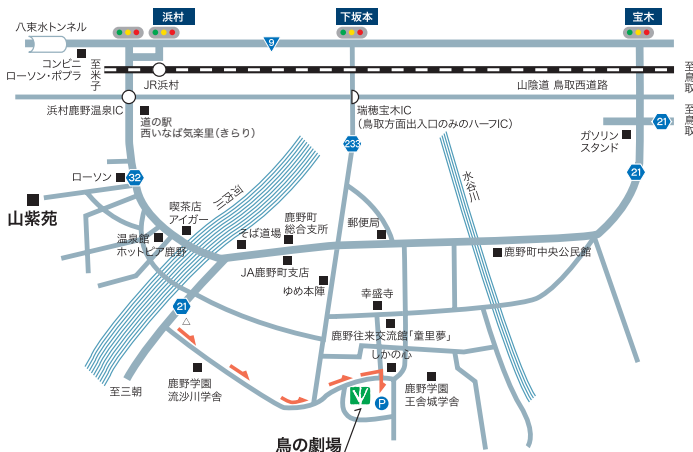 浜村
下坂本
宝木
八束水トンネル
9
コンビニ
ローソン・ポプラ
至米子
JR浜村
山陰道 鳥取西道路
至鳥取
浜村鹿野温泉IC
道の駅
西いなば気楽里（きらり）
瑞穂宝木IC
（鳥取方面出入口のみのハーフIC）
至鳥取
21
ガソリン
スタンド
233
ローソン
32
21
山紫苑
喫茶店
アイガー
河内川
水谷川
温泉館
ホットピア鹿野
そば道場
鹿野町
総合支所
郵便局
鹿野町中央公民館
JA鹿野町支店
ゆめ本陣
幸盛寺
21
鹿野往来交流館「童里夢」
しかの心
至三朝
鹿野学園
流沙川学舎
鹿野学園
王舎城学舎
P
鳥の劇場